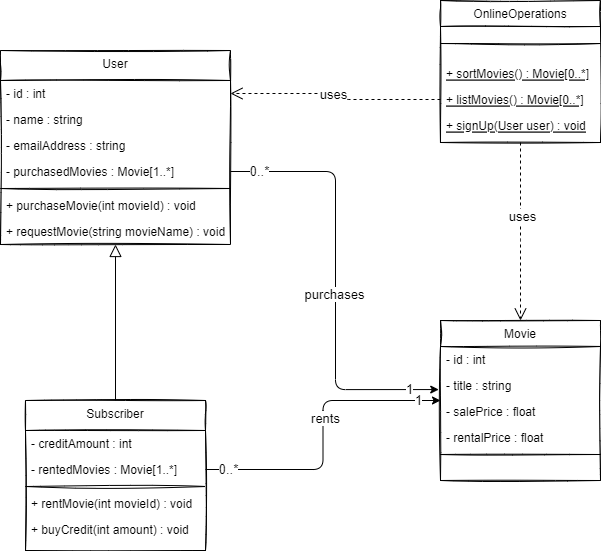 OnlineOperations
+ sortMovies() : Movie[0..*]
+ listMovies() : Movie[0..*]
+ signUp(User user) : void
User
- id : int
- name : string
- emailAddress : string
- purchasedMovies : Movie[1..*]
+ purchaseMovie(int movieId) : void
+ requestMovie(string movieName) : void
uses
0..*
uses
purchases
1
Movie
- id : int
- title : string
- salePrice : float
- rentalPrice : float
1
rents
0..*
Subscriber
- creditAmount : int
- rentedMovies : Movie[1..*]
+ rentMovie(int movieId) : void
+ buyCredit(int amount) : void